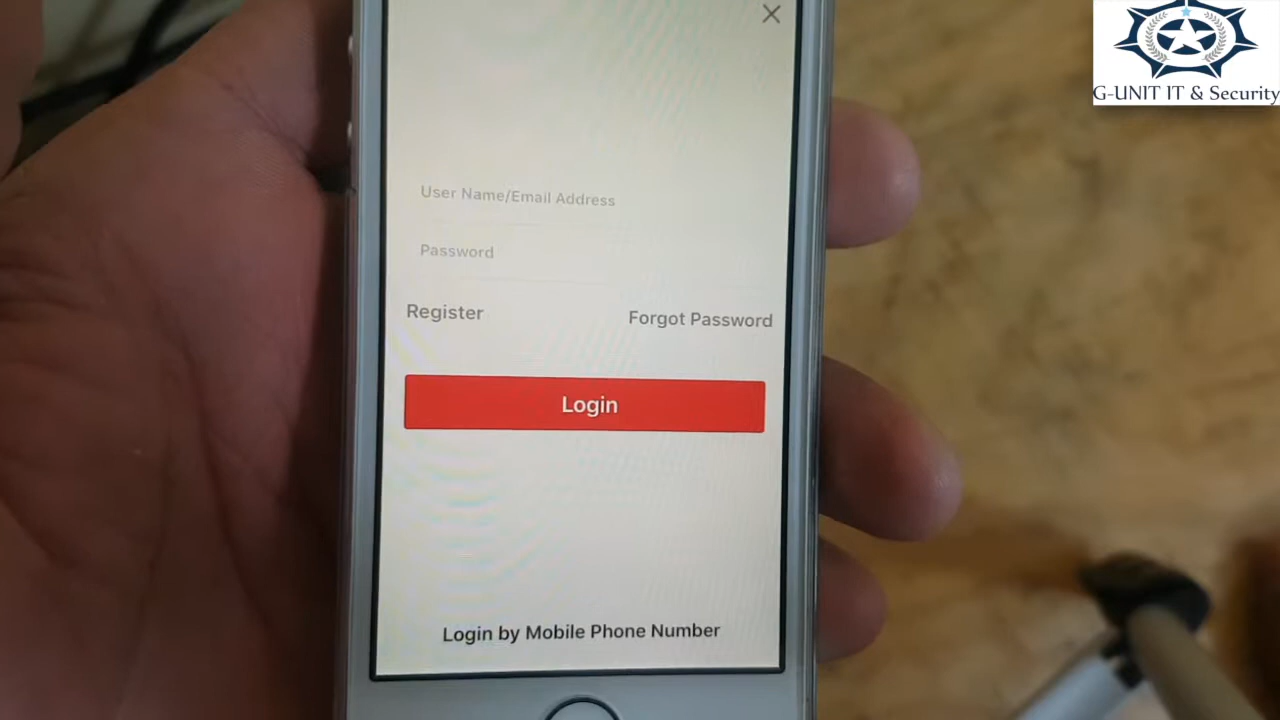 G-UNIT IT & Security
User Name/Email Address
Password
Register
Forgot Password
Login
Login by Mobile Phone Number